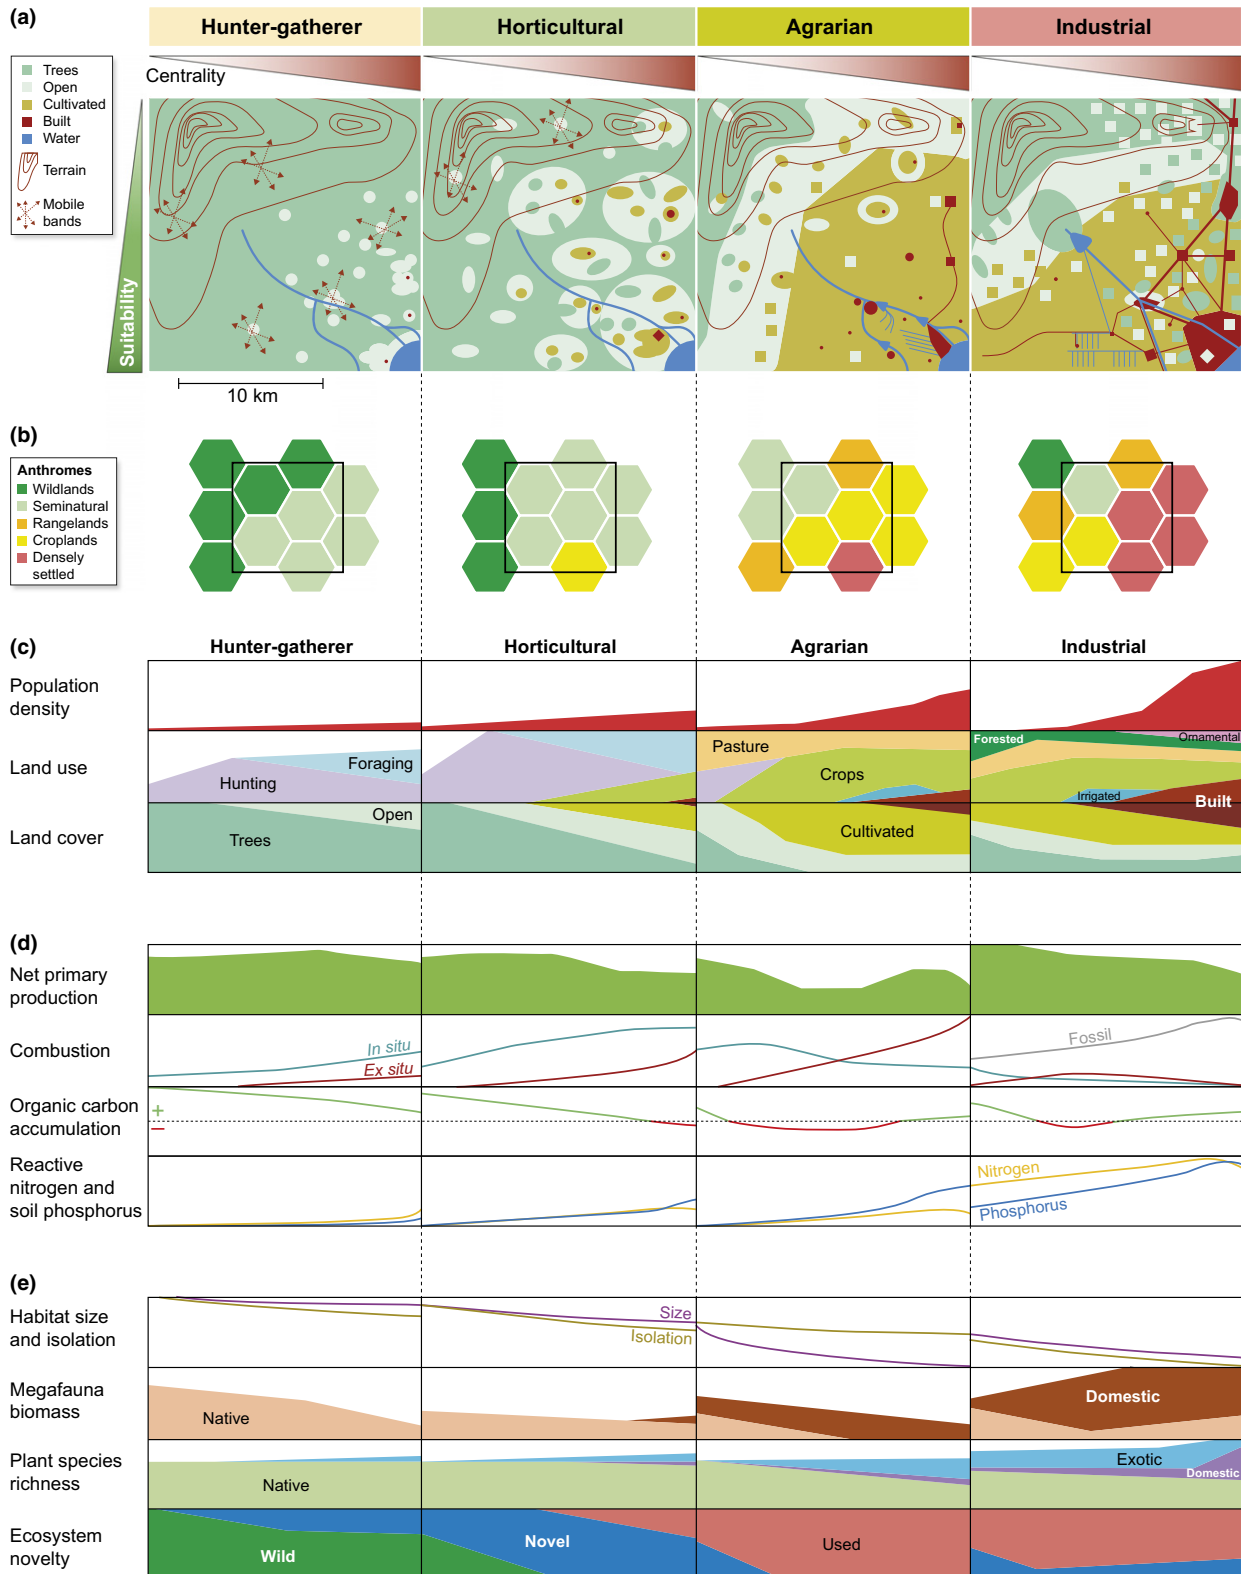 (a)
Hunter-gatherer
Horticultural
Agrarian
Industrial
Centrality
Trees
Open
Cultivated
Built
Water
Terrain
Mobile
bands
Suitability
10 km
(b)
Anthromes
Wildlands
Seminatural
Rangelands
Croplands
Densely
settled
(c)
Hunter-gatherer
Horticultural
Agrarian
Industrial
Population
density
Land use
Hunting
Foraging
Pasture
Crops
Forested
Ornamental
Irrigated
Built
Land cover
Trees
Open
Cultivated
(d)
Net primary
production
Combustion
In situ
Ex situ
Fossil
Organic carbon
accumulation
+
−
Reactive
nitrogen and
soil phosphorus
Nitrogen
Phosphorus
(e)
Habitat size
and isolation
Size
Isolation
Megafauna
biomass
Native
Domestic
Plant species
richness
Native
Exotic
Domestic
Ecosystem
novelty
Wild
Novel
Used